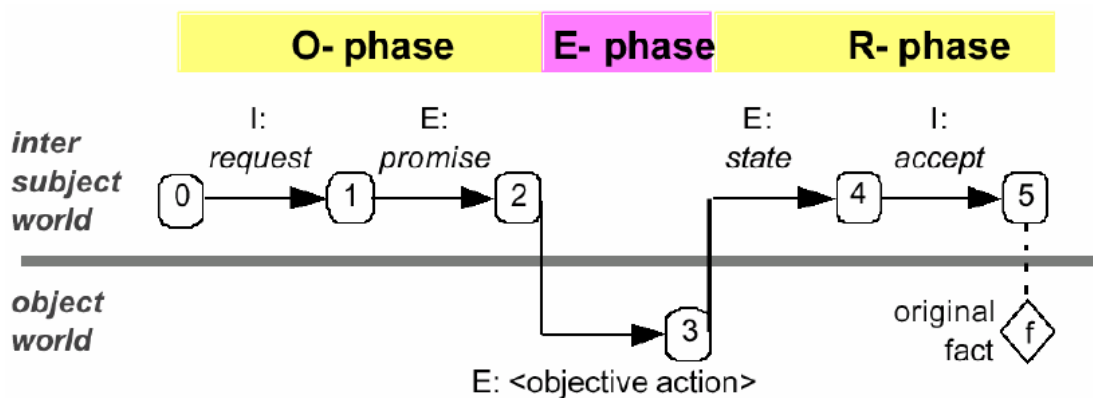 O- phase
E- phase
R- phase
inter
subject
world
I:
request
E:
promise
E:
state
I:
accept
0
1
2
4
5
object
world
3
original
fact
f
E: <objective action>